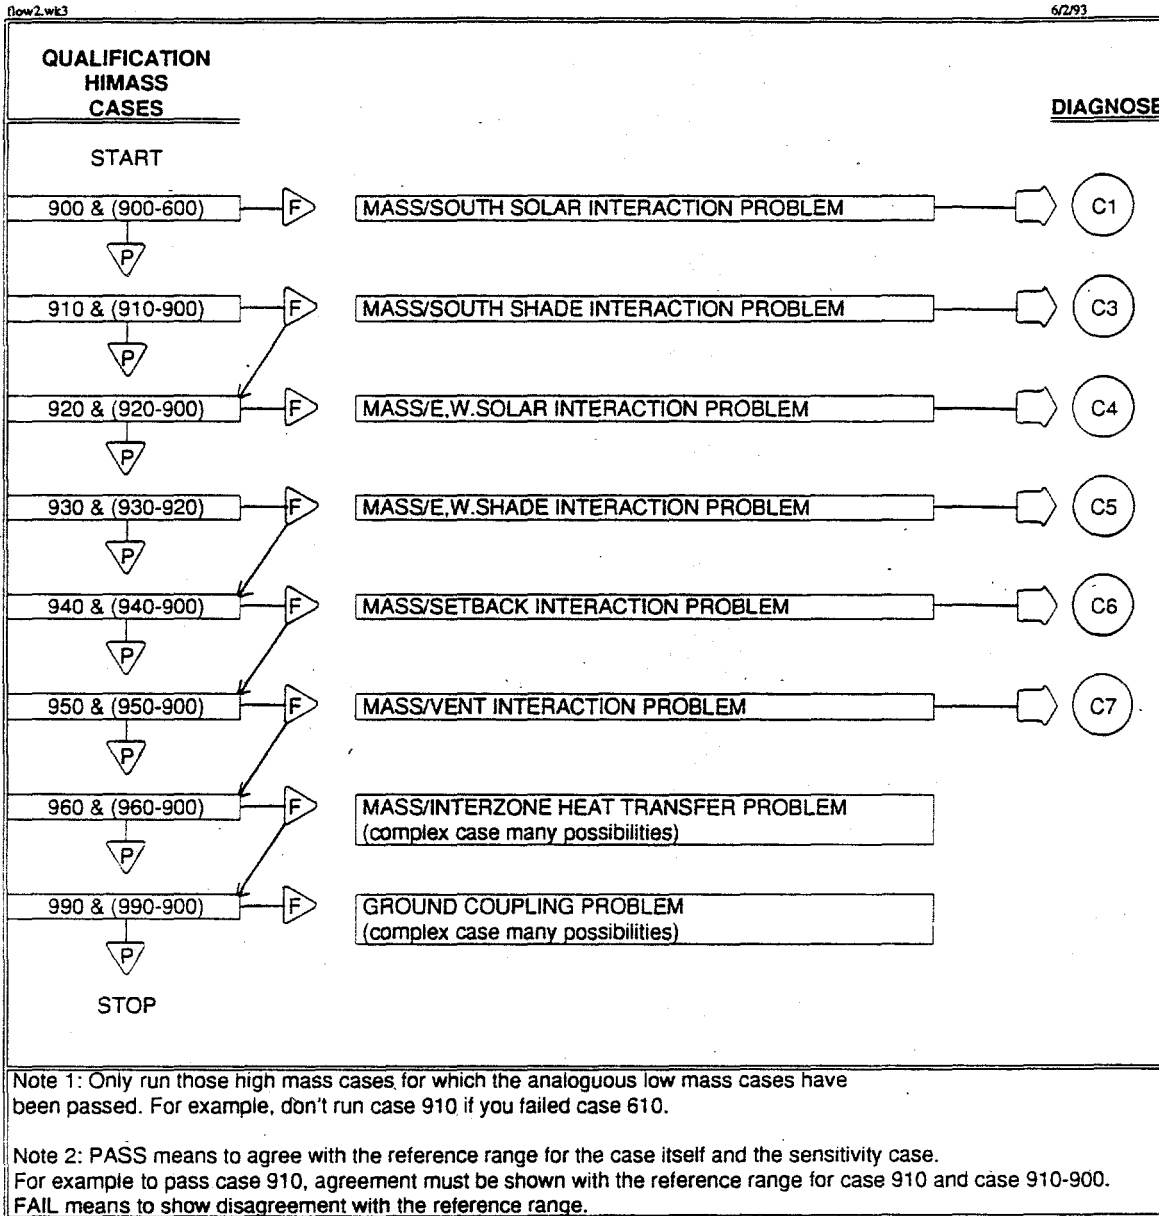 flow2.wk3 6/2/93
QUALIFICATION
HIMASS
CASES DIAGNOSE
START
900 & (900-600) F MASS/SOUTH SOLAR INTERACTION PROBLEM C1
P
910 & (910-900) F MASS/SOUTH SHADE INTERACTION PROBLEM C3
P
920 & (920-900) F MASS/E,W.SOLAR INTERACTION PROBLEM C4
P
930 & (930-920) F MASS/E,W.SHADE INTERACTION PROBLEM C5
P
940 & (940-900) F MASS/SETBACK INTERACTION PROBLEM C6
P
950 & (950-900) F MASS/VENT INTERACTION PROBLEM C7
P
960 & (960-900) F MASS/INTERZONE HEAT TRANSFER PROBLEM
(complex case many possibilities)
P
990 & (990-900) F GROUND COUPLING PROBLEM
(complex case many possibilities)
P
STOP
Note 1: Only run those high mass cases for which the analoguous low mass cases have
been passed. For example, don't run case 910 if you failed case 610.
Note 2: PASS means to agree with the reference range for the case itself and the sensitivity case.
For example to pass case 910, agreement must be shown with the reference range for case 910 and case 910-900.
FAIL means to show disagreement with the reference range.